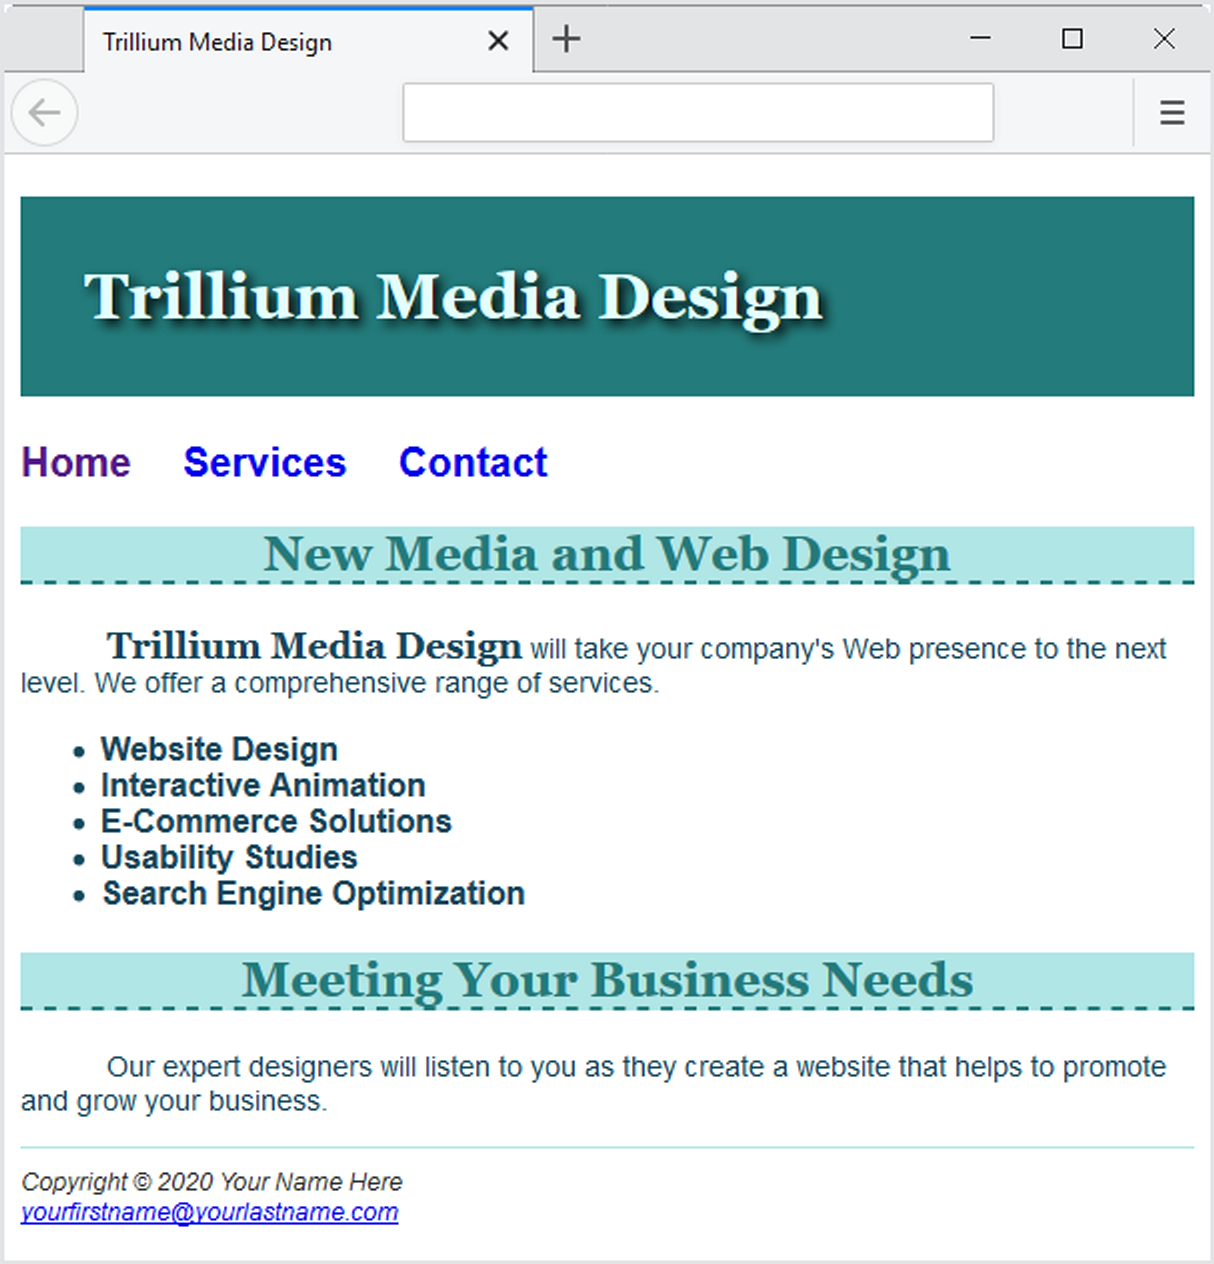 Trillium Media Design
Trillium Media Design
Home Services Contact
New Media and Web Design
Trillium Media Design will take your company's Web presence to the next
level. We offer a comprehensive range of services.
• Website Design
• Interactive Animation
• E-Commerce Solutions
• Usability Studies
• Search Engine Optimization
Meeting Your Business Needs
Our expert designers will listen to you as they create a website that helps to promote
and grow your business.
Copyright © 2020 Your Name Here
yourfirstname@yourlastname.com